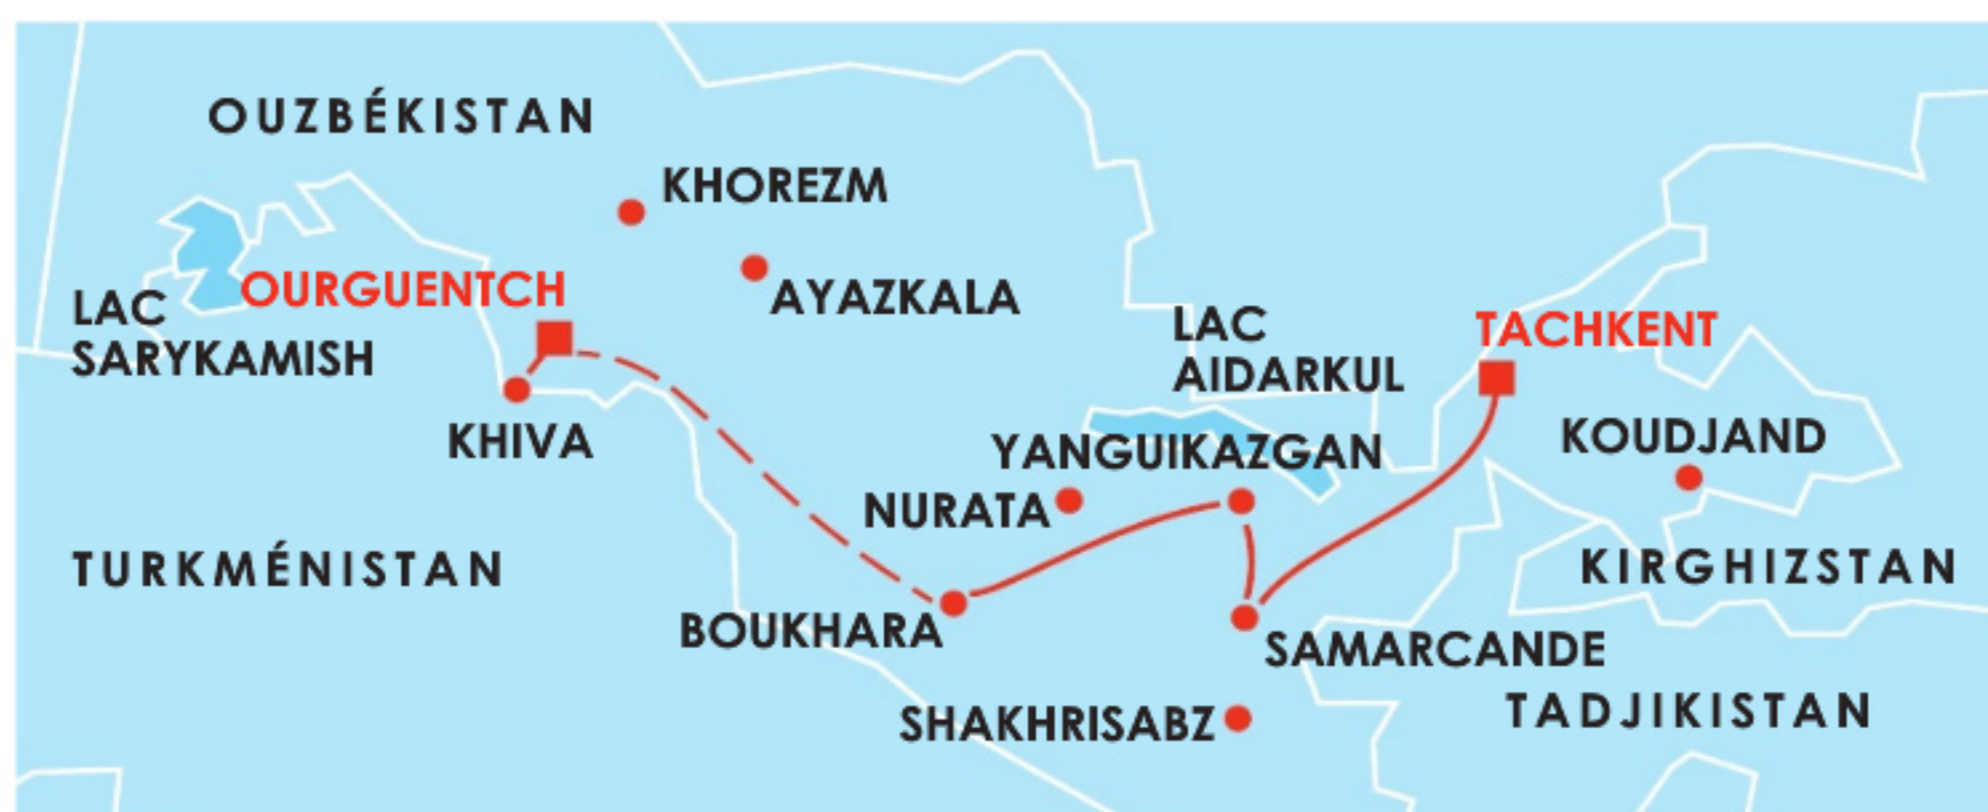 OUZBÉKISTAN
KHOREZM
AYAZKALA
OURGUENTCH
LAC
SARYKAMISH
KHIVA
LAC
AIDARKUL
TACHKENT
YANGUIKAZGAN
KOUDJAND
NURATA
TURKMÉNISTAN
KIRGHIZSTAN
BOUKHARA
SAMARCANDE
SHAKHRISABZ
TADJIKISTAN